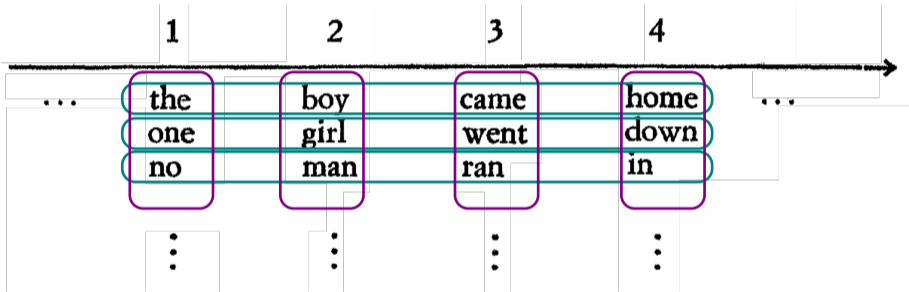 1 2 3 4
... the boy came home ...
one girl went down
no man ran in